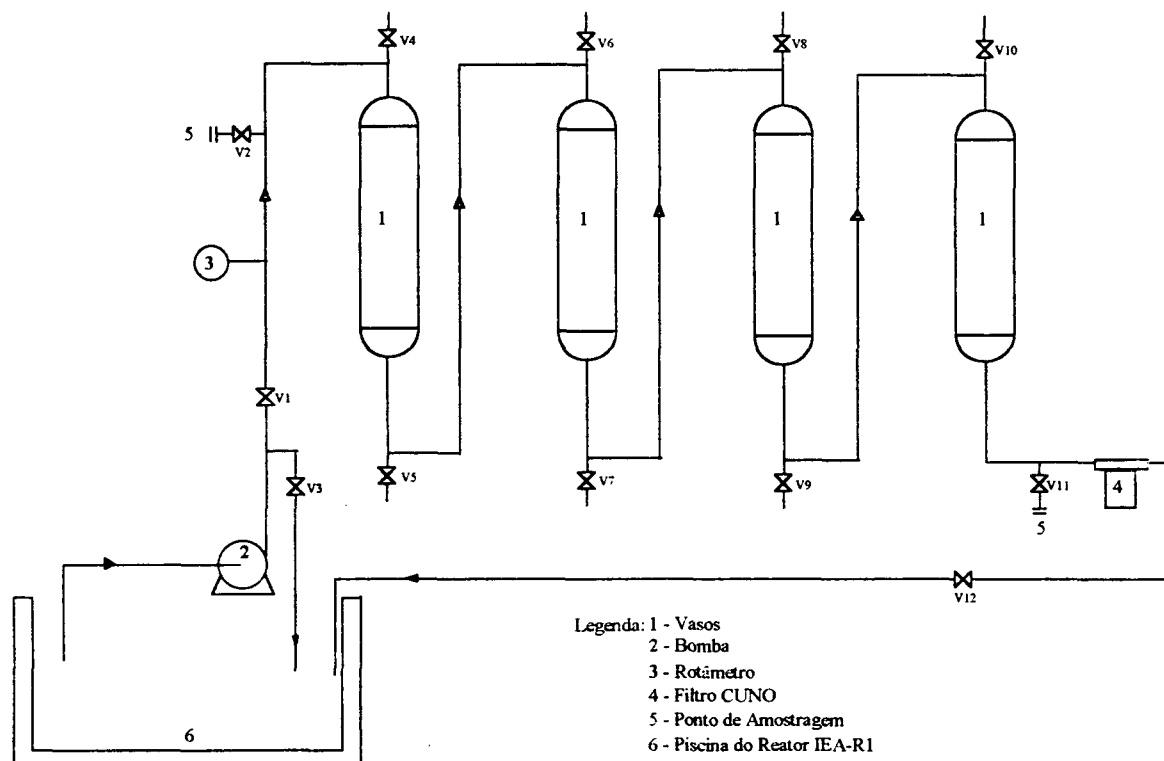 V4
V6
V8
V10
5
V2
1
1
1
1
3
V1
V3
V5
V7
V9
V11
4
5
2
V12
Legenda: 1 - Vasos
2 - Bomba
3 - Rotâmetro
4 - Filtro CUNO
5 - Ponto de Amostragem
6 - Piscina do Reator IEA-R1
6